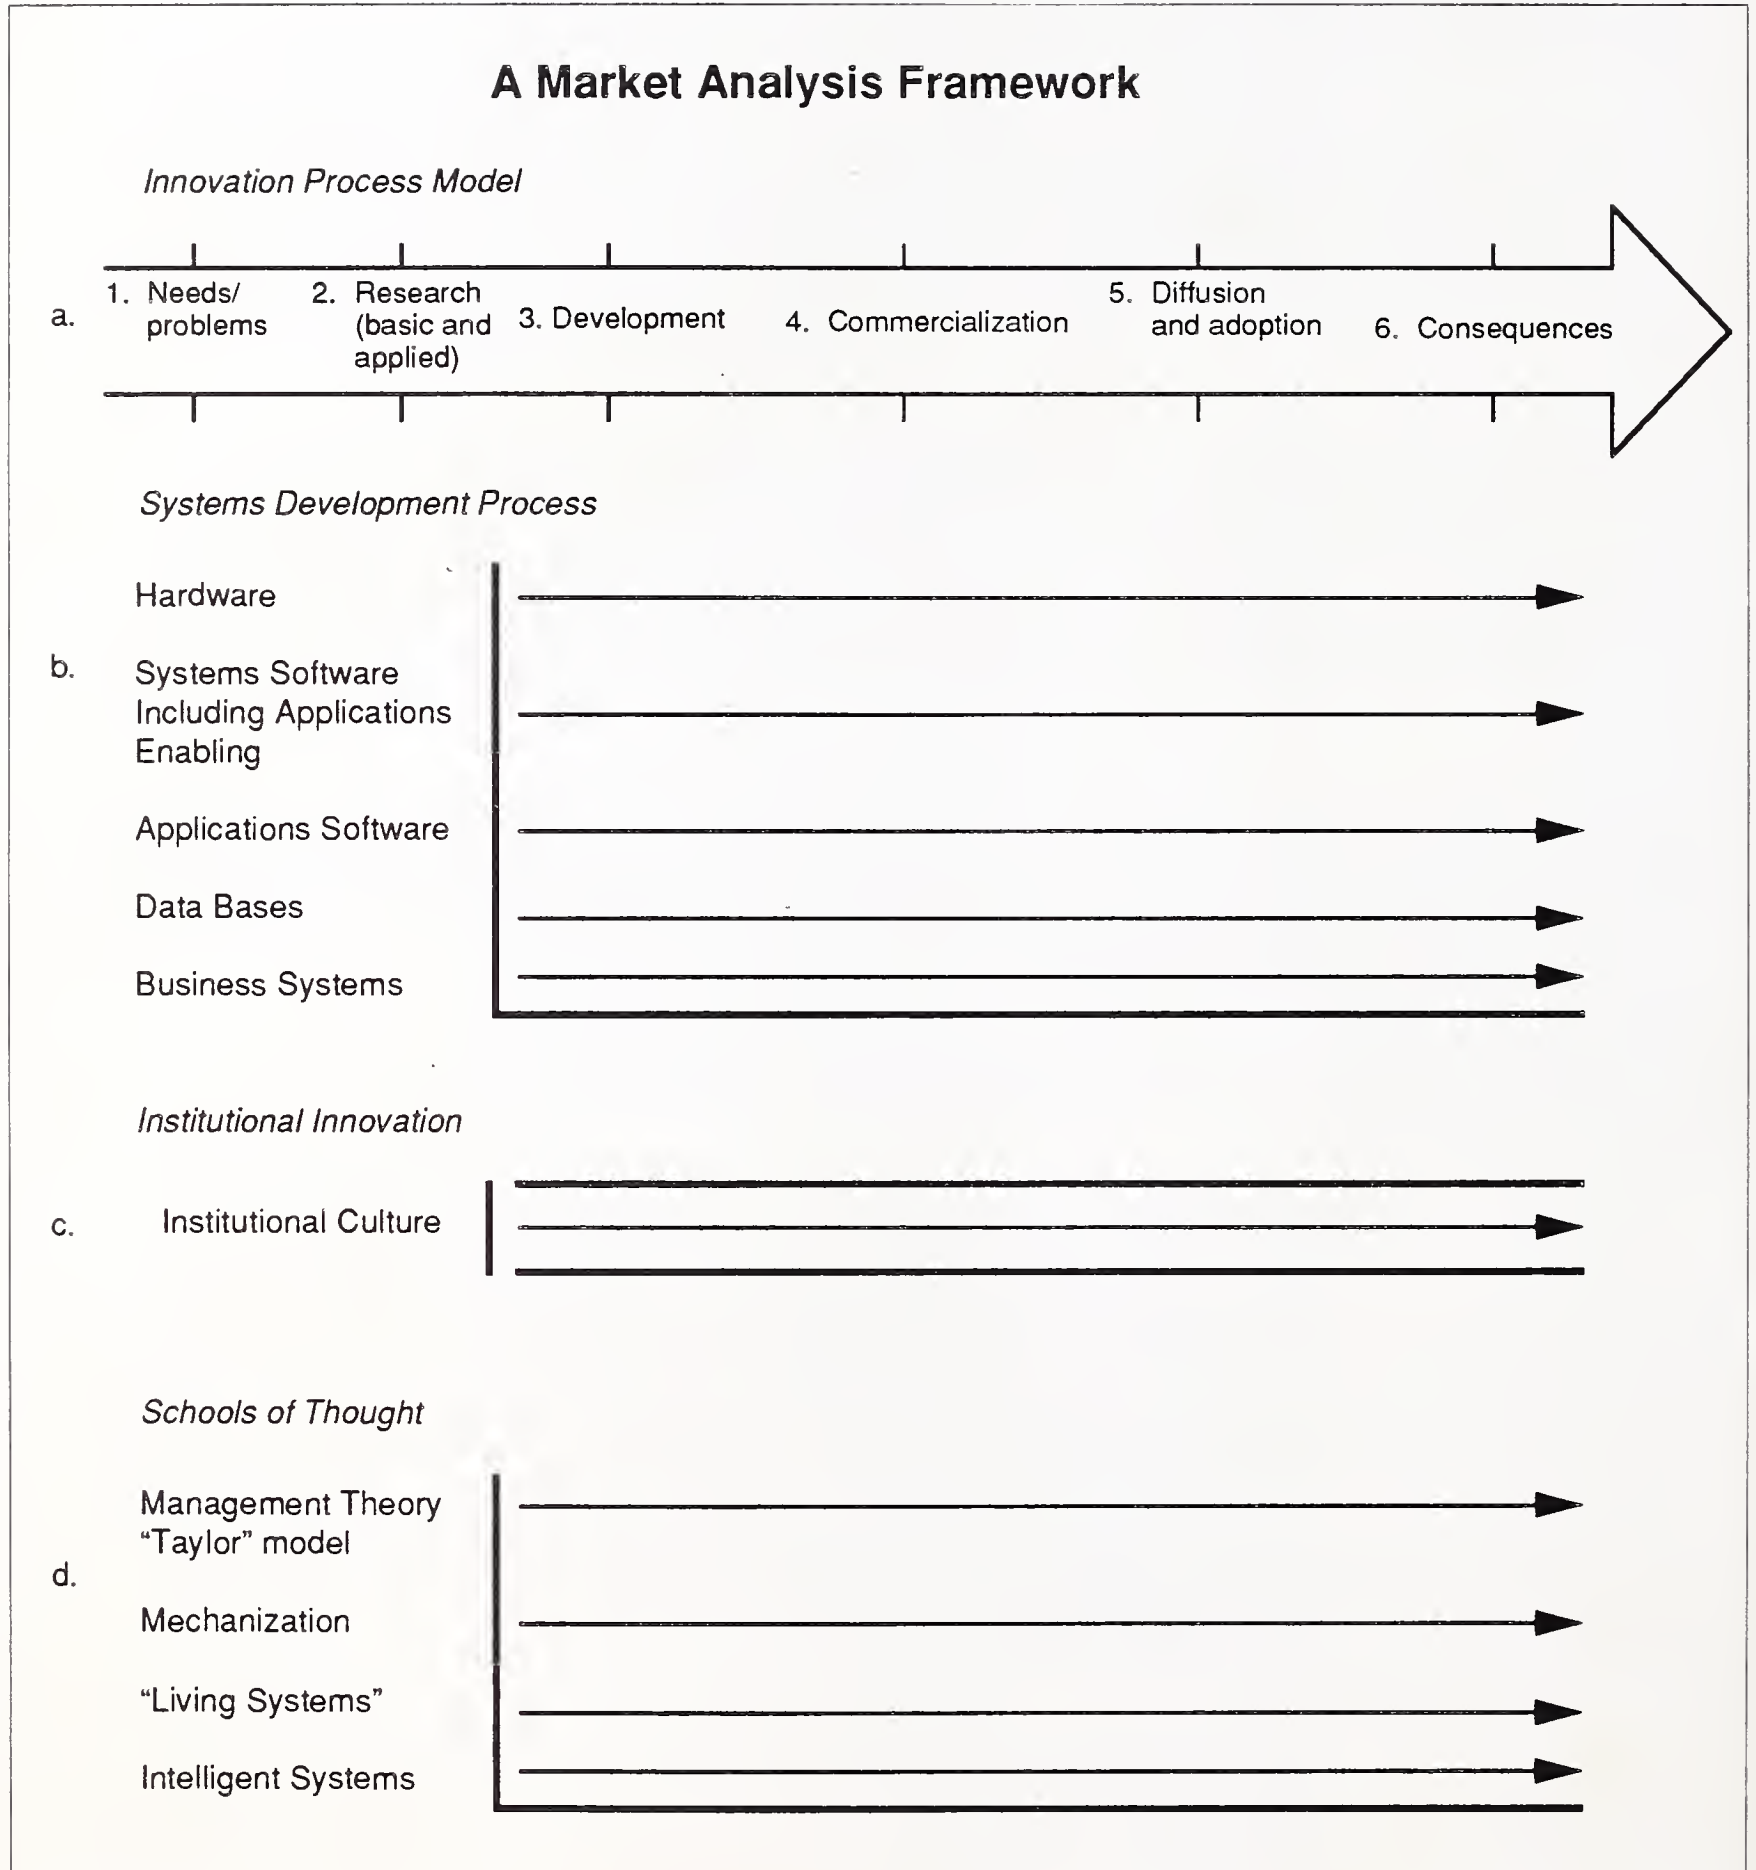 A Market Analysis Framework
Innovation Process Model
a.
1. Needs/
problems
2. Research
(basic and
applied)
3. Development
4. Commercialization
5. Diffusion
and adoption
6. Consequences
Systems Development Process
Hardware
b.
Systems Software
Including Applications
Enabling
Applications Software
Data Bases
Business Systems
Institutional Innovation
c.
Institutional Culture
Schools of Thought
Management Theory
“Taylor” model
d.
Mechanization
“Living Systems”
Intelligent Systems